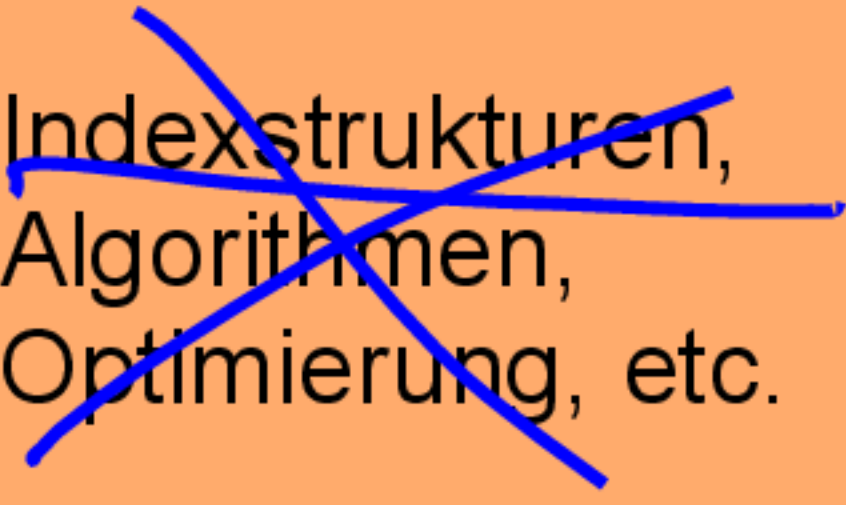 Indexstrukturen,
Algorithmen,
Optimierung, etc.